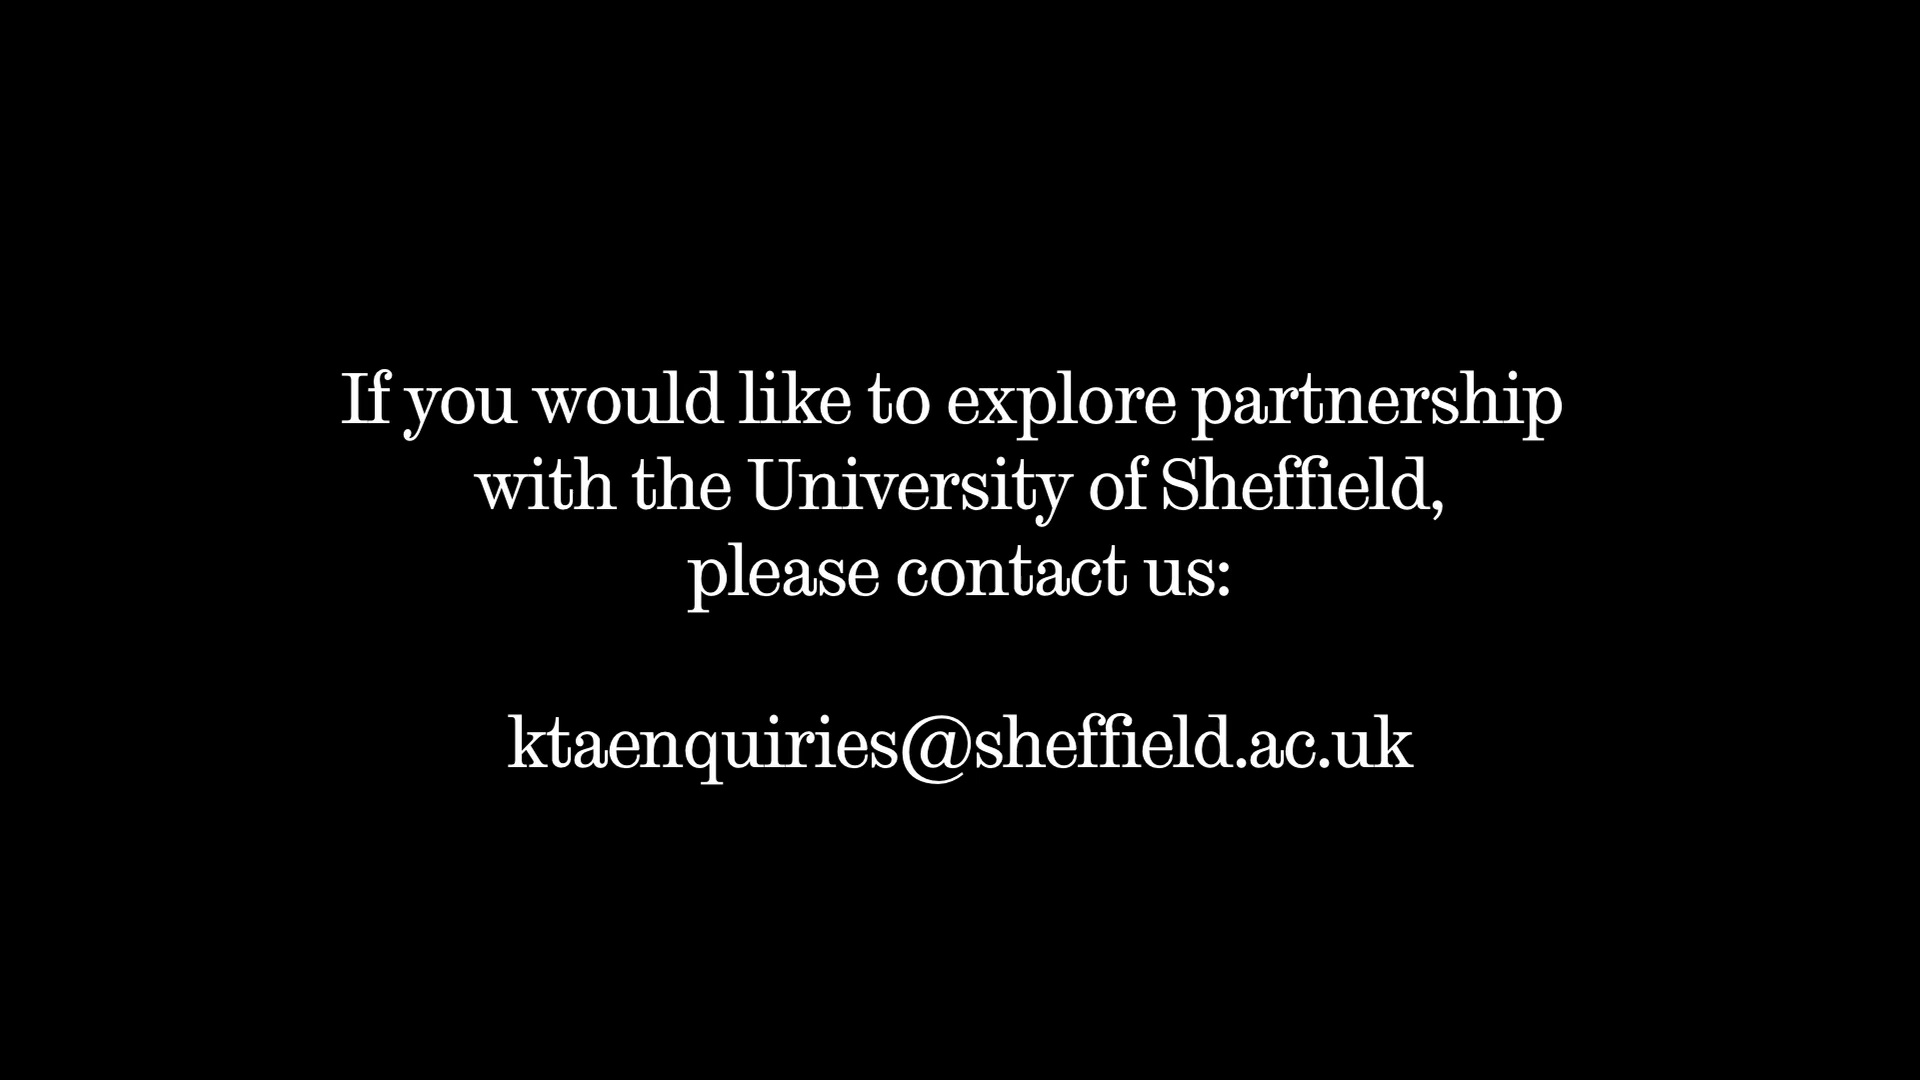 If you would like to explore partnership
with the University of Sheffield,
please contact us:
ktaenquiries@sheffield.ac.uk